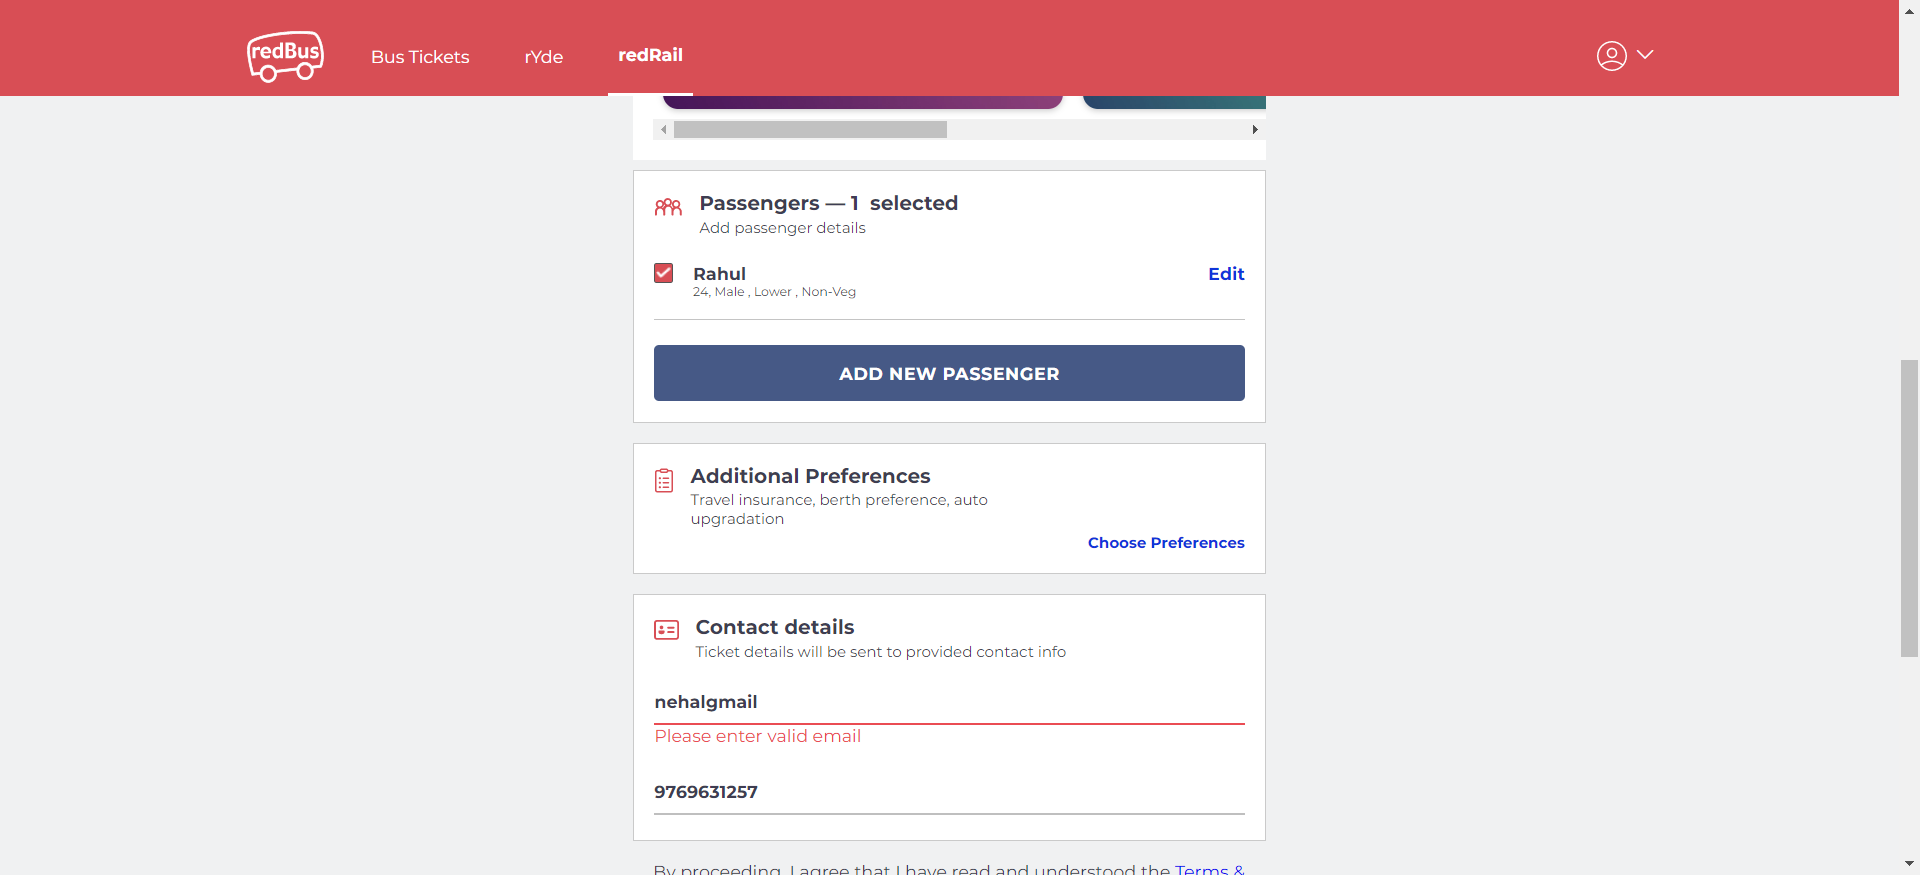 redBus
Bus Tickets
rYde
redRail
Passengers — 1 selected
Add passenger details
Rahul
Edit
24, Male , Lower , Non-Veg
ADD NEW PASSENGER
Additional Preferences
Travel insurance, berth preference, auto
upgradation
Choose Preferences
Contact details
Ticket details will be sent to provided contact info
nehalgmail
Please enter valid email
9769631257
By proceeding, I agree that I have read and understood the Terms &